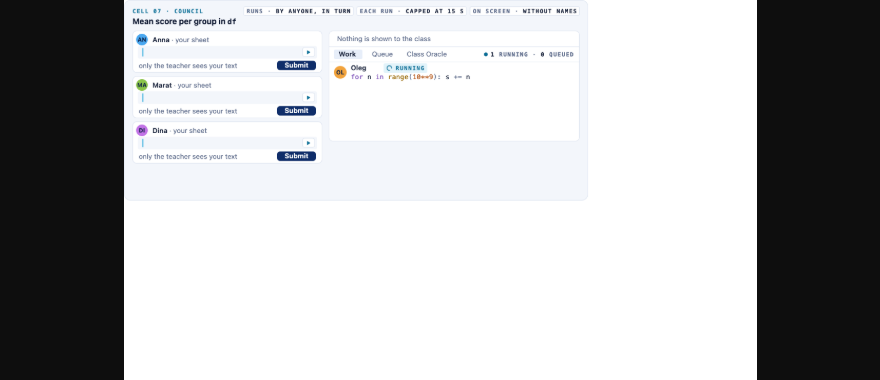 CELL 07 · COUNCIL
RUNS · BY ANYONE, IN TURN
EACH RUN · CAPPED AT 15 S
ON SCREEN · WITHOUT NAMES
Mean score per group in df
AN Anna · your sheet
only the teacher sees your text
Submit
MA Marat · your sheet
only the teacher sees your text
Submit
DI Dina · your sheet
only the teacher sees your text
Submit
Nothing is shown to the class
Work Queue Class Oracle
1 RUNNING · 0 QUEUED
OL Oleg RUNNING
for n in range(10**9): s += n